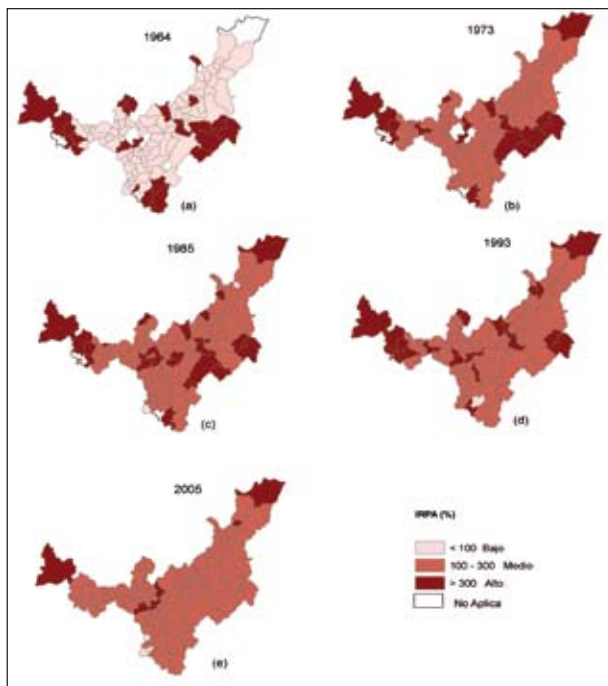 1964
1973
(a)
(b)
1985
1993
(c)
(d)
2005
IRPA (%)
< 100 Bajo
100 - 300 Medio
> 300 Alto
No Aplica
(e)